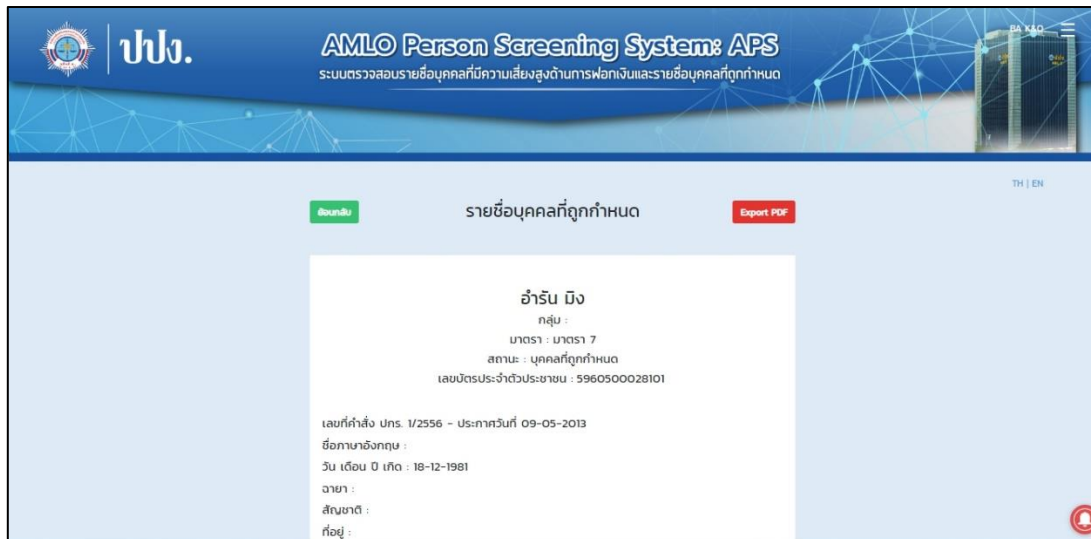 ปปง.
AMLO Person Screening System: APS
ระบบตรวจสอบรายชื่อบุคคลที่มีความเสี่ยงสูงด้านการฟอกเงินและรายชื่อบุคคลที่ถูกกำหนด
BA K&O
TH | EN
ย้อนกลับ
รายชื่อบุคคลที่ถูกกำหนด
Export PDF
อำรัน มิง
กลุ่ม :
มาตรา : มาตรา 7
สถานะ : บุคคลที่ถูกกำหนด
เลขบัตรประจำตัวประชาชน : 5960500028101
เลขที่คำสั่ง ปกร. 1/2556 - ประกาศวันที่ 09-05-2013
ชื่อภาษาอังกฤษ :
วัน เดือน ปี เกิด : 18-12-1981
ฉายา :
สัญชาติ :
ที่อยู่ :